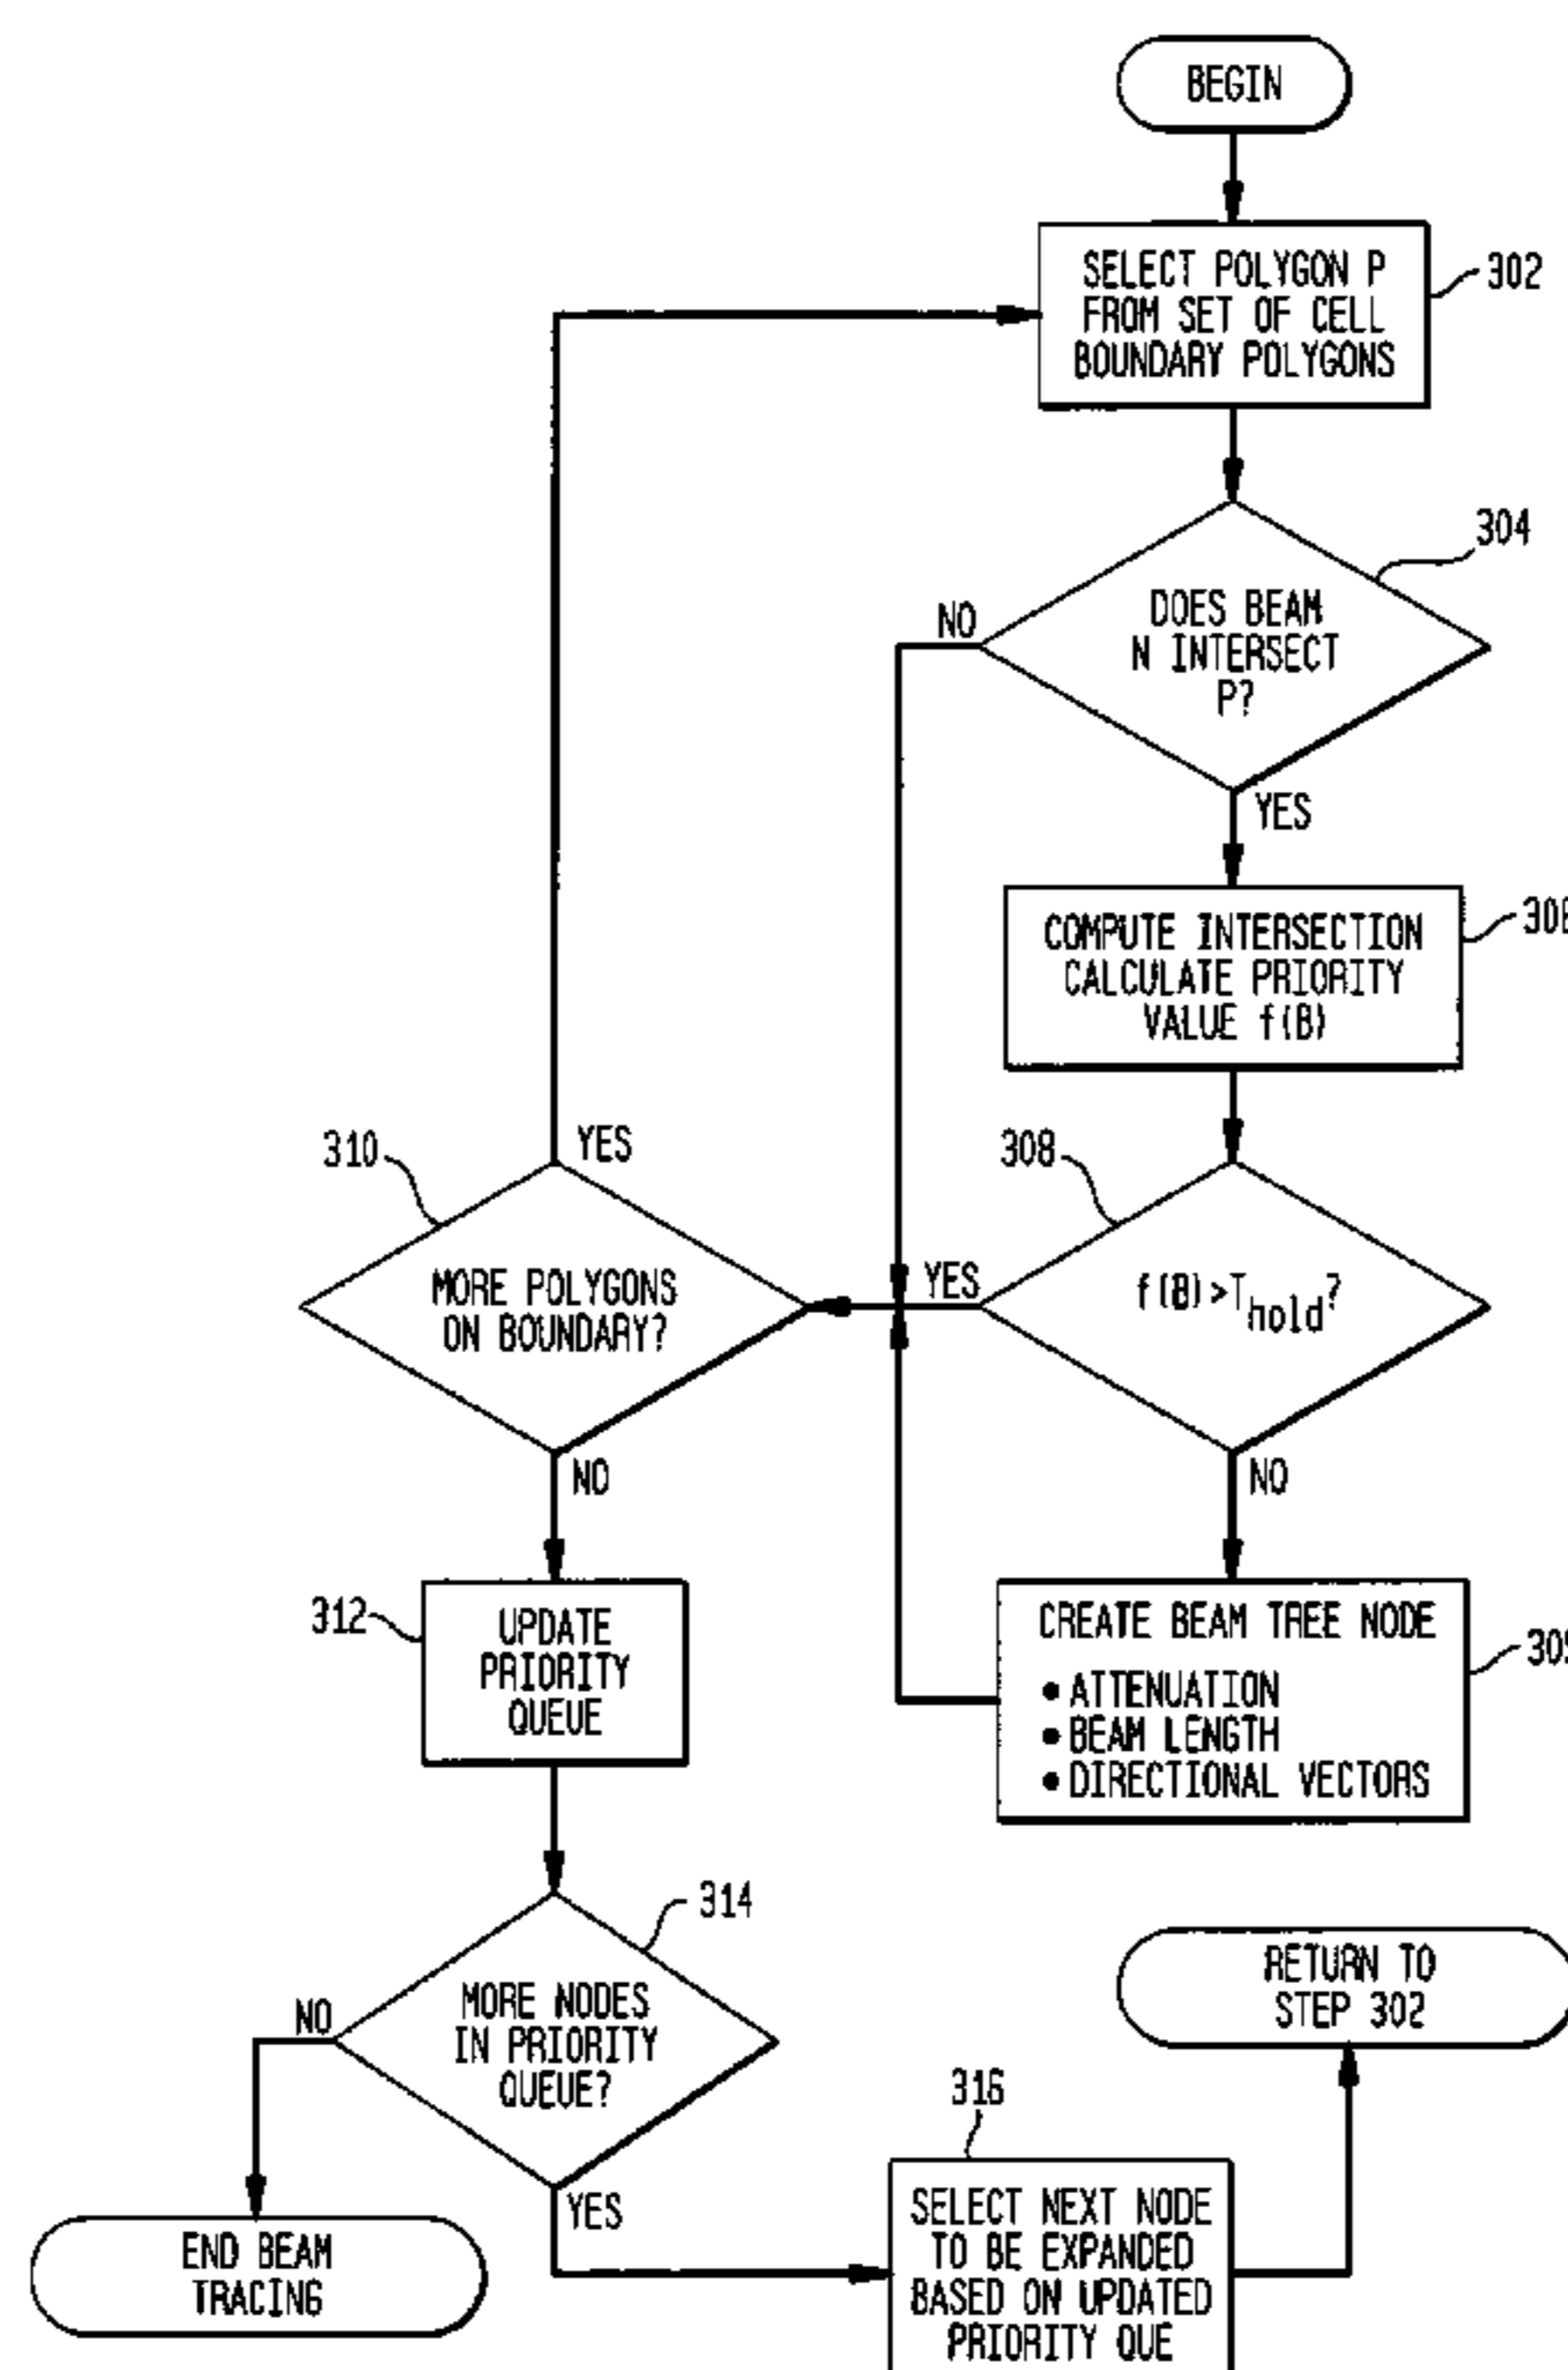 BEGIN
SELECT POLYGON P
FROM SET OF CELL
BOUNDARY POLYGONS
302
304
DOES BEAM
N INTERSECT
P?
NO
YES
COMPUTE INTERSECTION
CALCULATE PRIORITY
VALUE f(B)
308
f(B)>Thold?
YES
NO
310
YES
MORE POLYGONS
ON BOUNDARY?
NO
CREATE BEAM TREE NODE
• ATTENUATION
• BEAM LENGTH
• DIRECTIONAL VECTORS
312
UPDATE
PRIORITY
QUEUE
314
MORE NODES
IN PRIORITY
QUEUE?
NO
YES
END BEAM
TRACING
316
SELECT NEXT NODE
TO BE EXPANDED
BASED ON UPDATED
PRIORITY QUE
RETURN TO
STEP 302